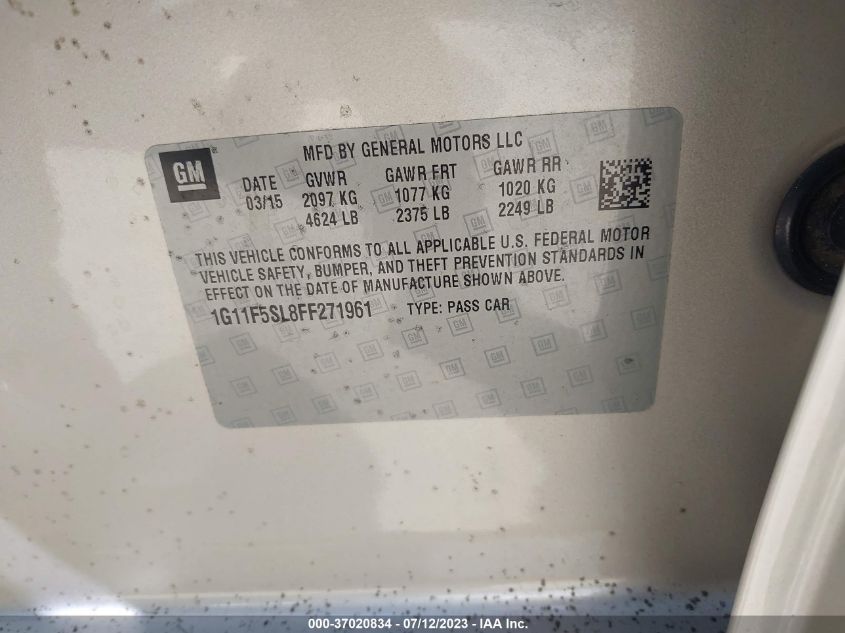 GM
MFD BY GENERAL MOTORS LLC
DATE GVWR GAWR FRT GAWR RR
03/15 2097 KG 1077 KG 1020 KG
4624 LB 2375 LB 2249 LB
THIS VEHICLE CONFORMS TO ALL APPLICABLE U.S. FEDERAL MOTOR
VEHICLE SAFETY, BUMPER, AND THEFT PREVENTION STANDARDS IN
EFFECT ON THE DATE OF MANUFACTURE SHOWN ABOVE.
1G11F5SL8FF271961 TYPE: PASS CAR
000-37020834 - 07/12/2023 - © IAA Inc.